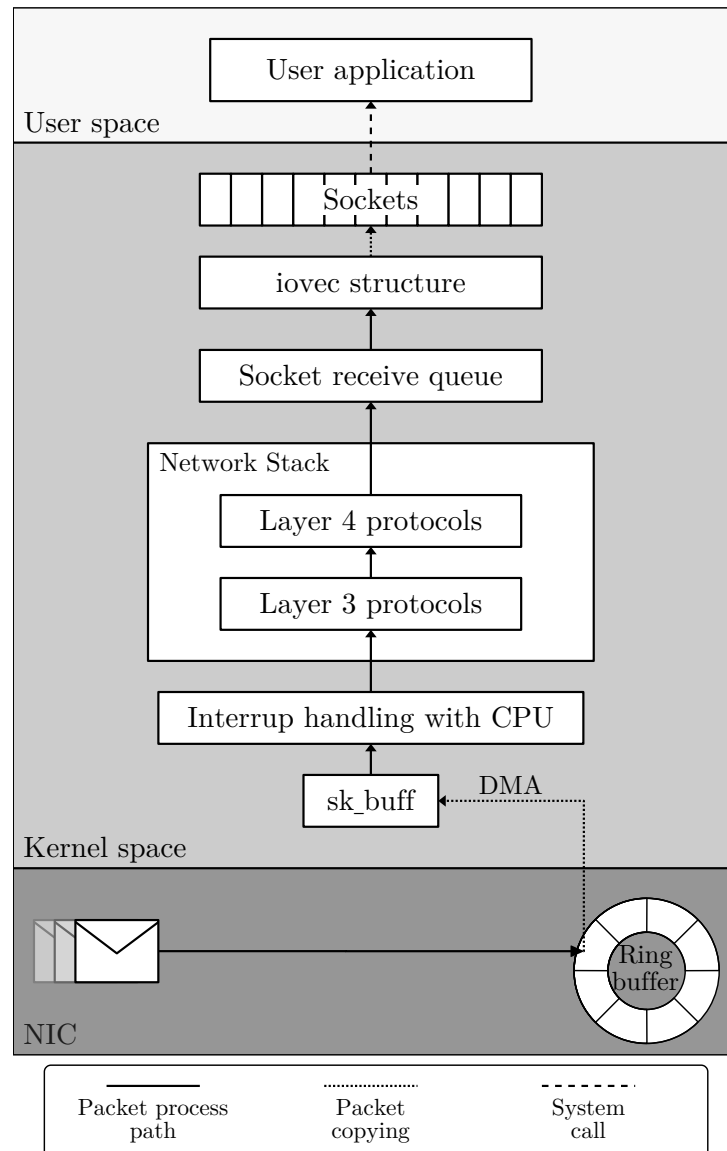 User application
User space
Sockets
iovec structure
Socket receive queue
Network Stack
Layer 4 protocols
Layer 3 protocols
Interrup handling with CPU
DMA
sk_buff
Kernel space
Ring
buffer
NIC
Packet process
path
Packet
copying
System
call